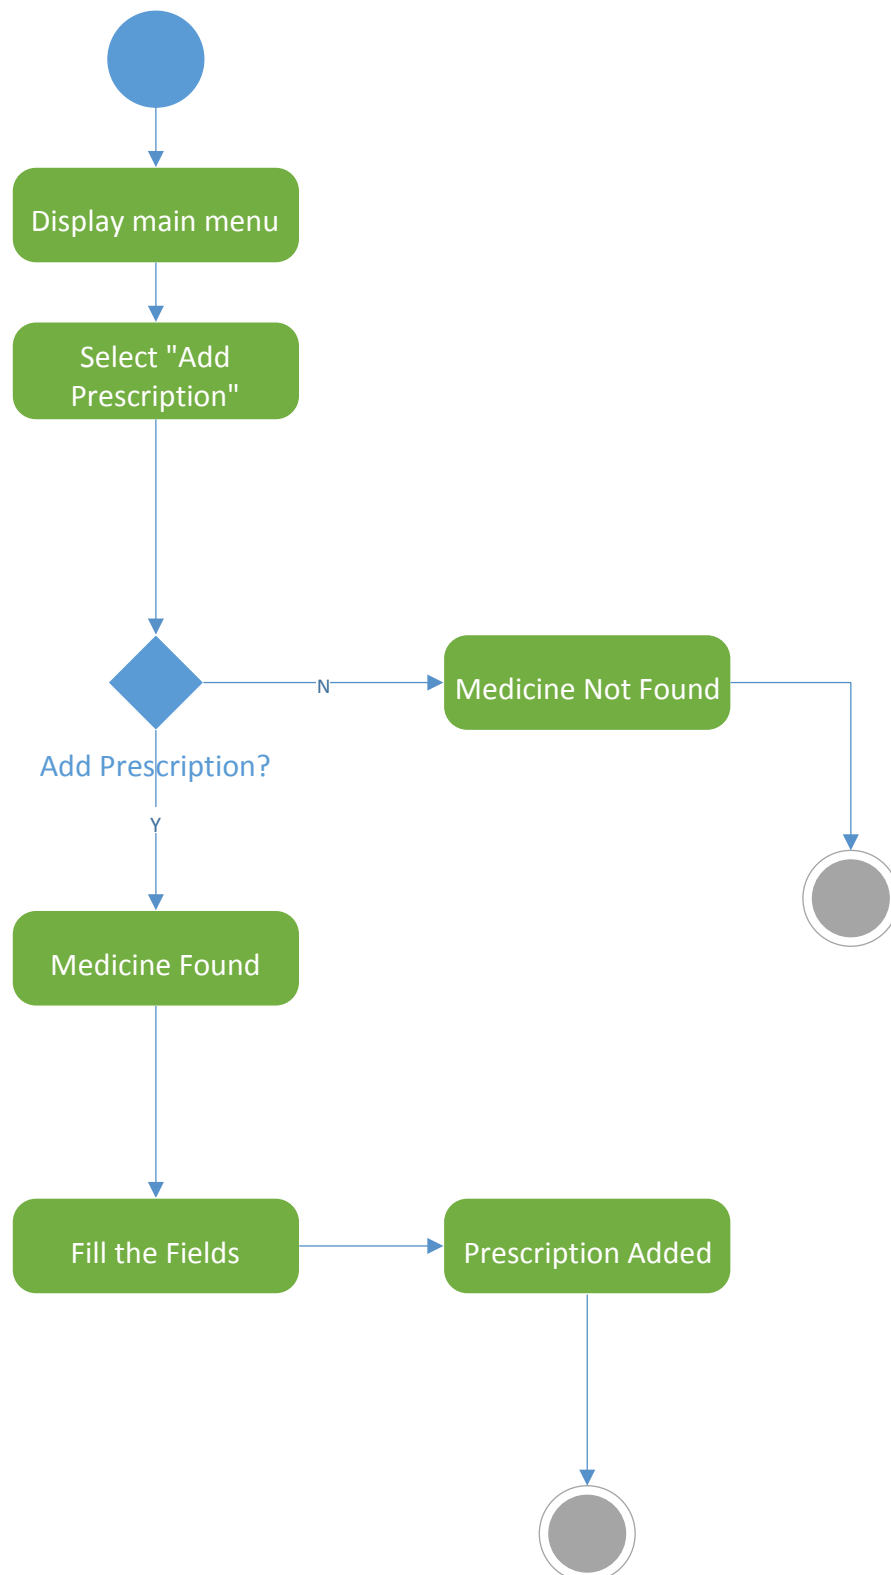 Display main menu
Select "Add
Prescription"
N
Medicine Not Found
Add Prescription?
Y
Medicine Found
Fill the Fields
Prescription Added